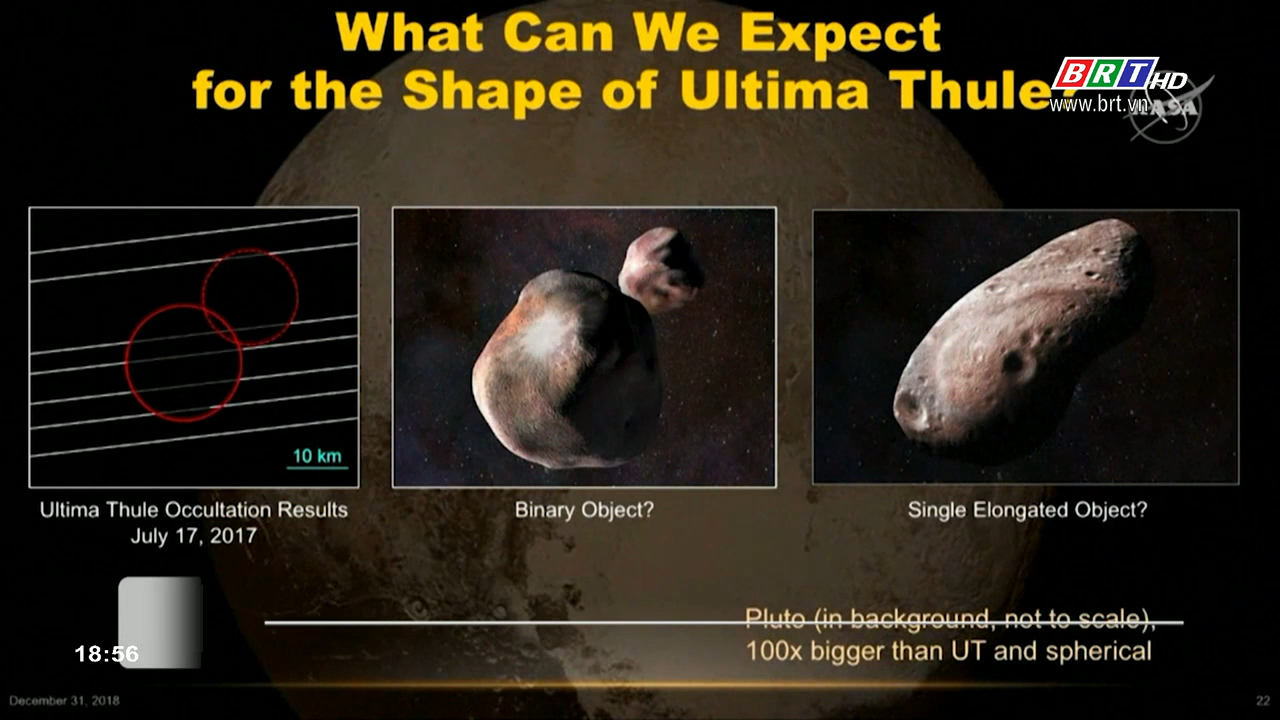 What Can We Expect
for the Shape of Ultima Thule?
BRT HD
www.brt.vn
NASA
10 km
Ultima Thule Occultation Results
July 17, 2017
Binary Object?
Single Elongated Object?
Pluto (in background, not to scale),
100x bigger than UT and spherical
18:56
December 31, 2018
22